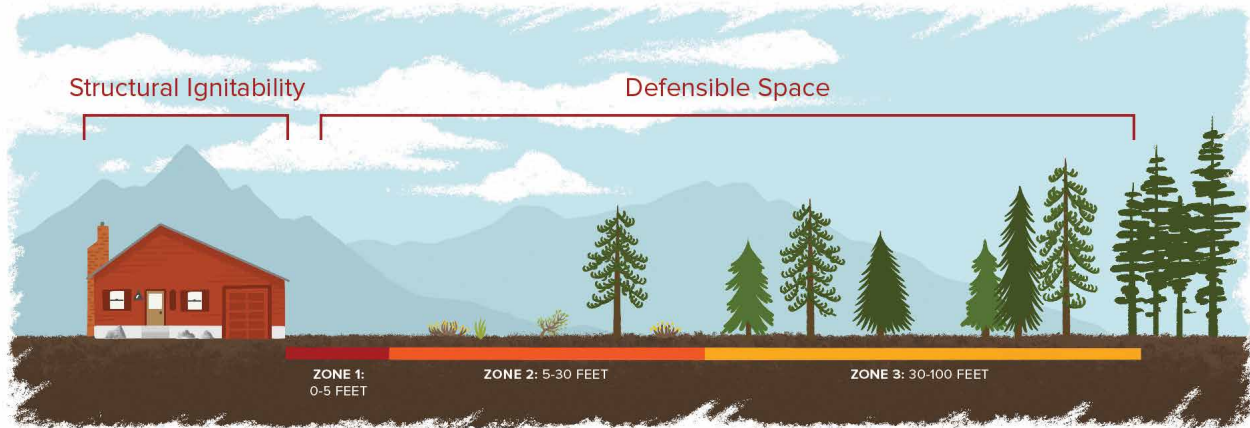 Structural Ignitability
Defensible Space
ZONE 1:
0-5 FEET
ZONE 2: 5-30 FEET
ZONE 3: 30-100 FEET